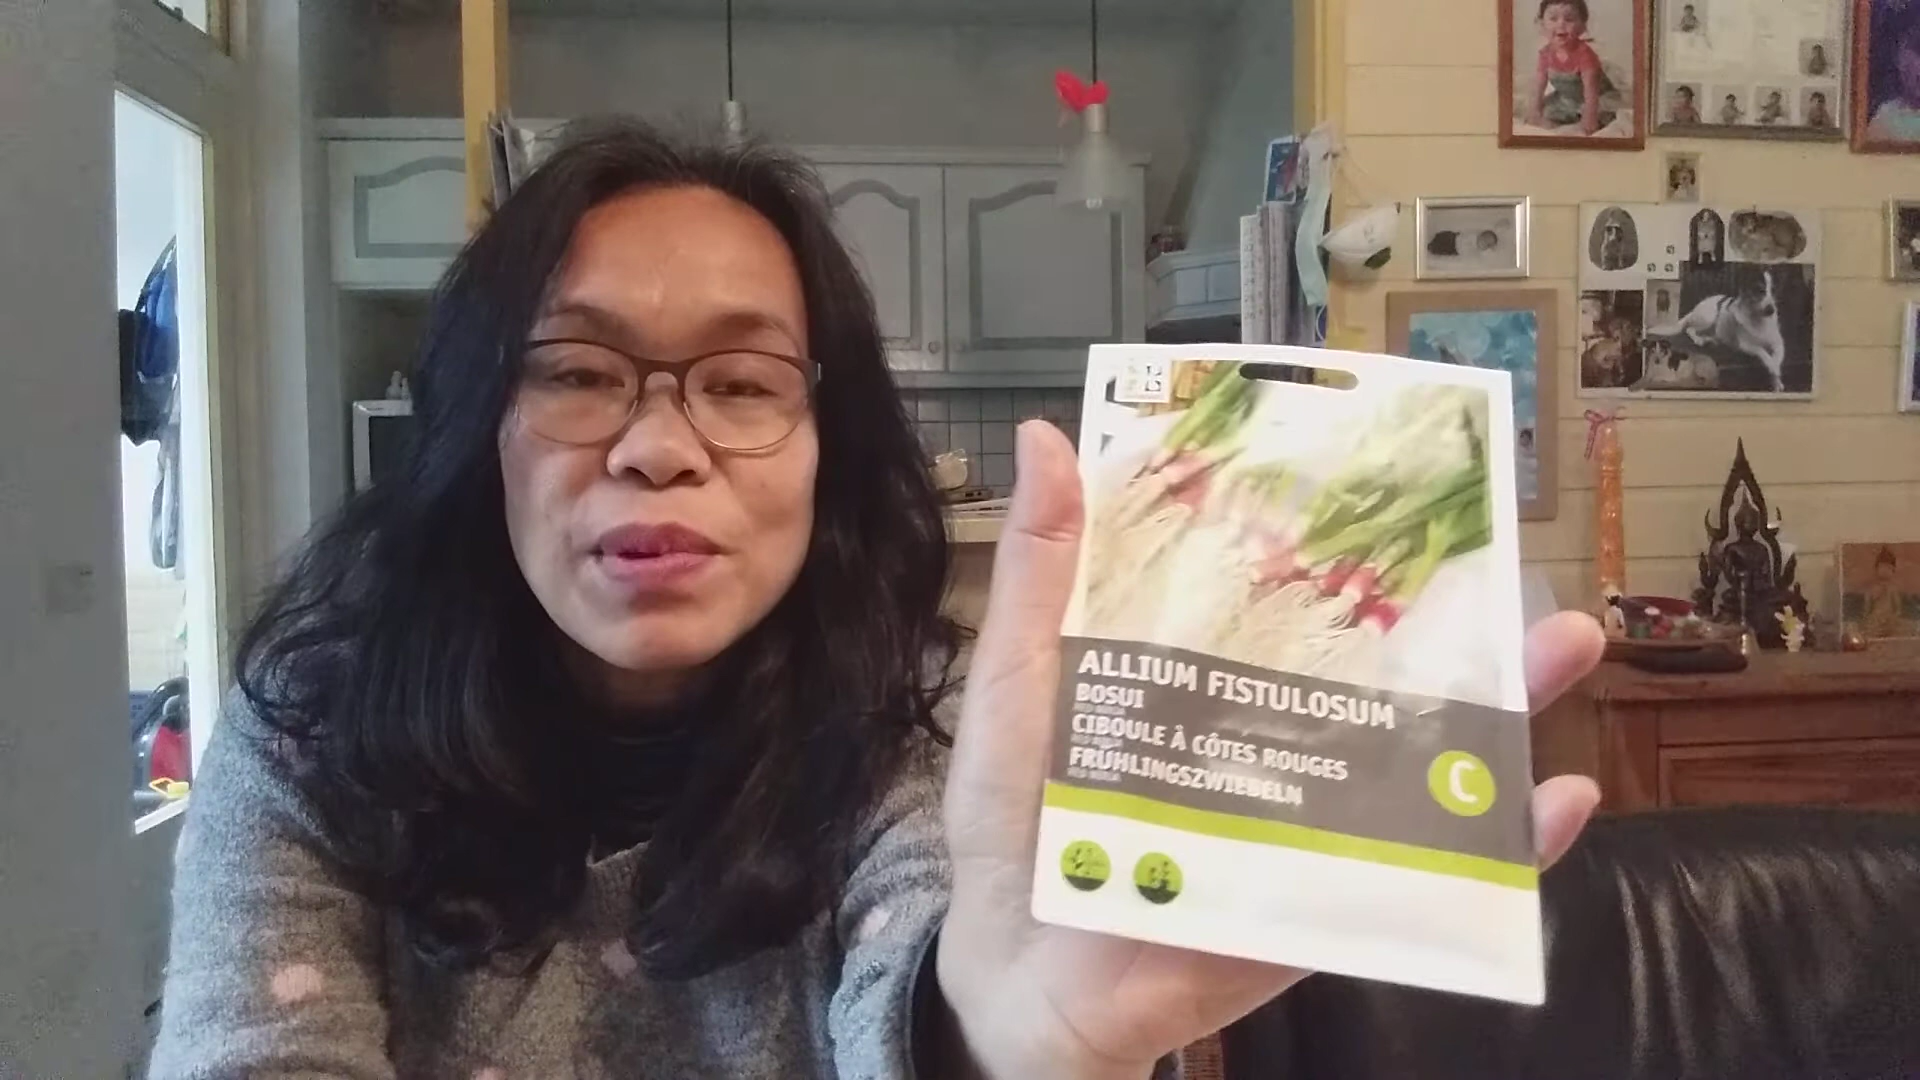 ALLIUM FISTULOSUM
BOSUI
CIBOULE À CÔTES ROUGES
FRÜHLINGSZWIEBELN
C